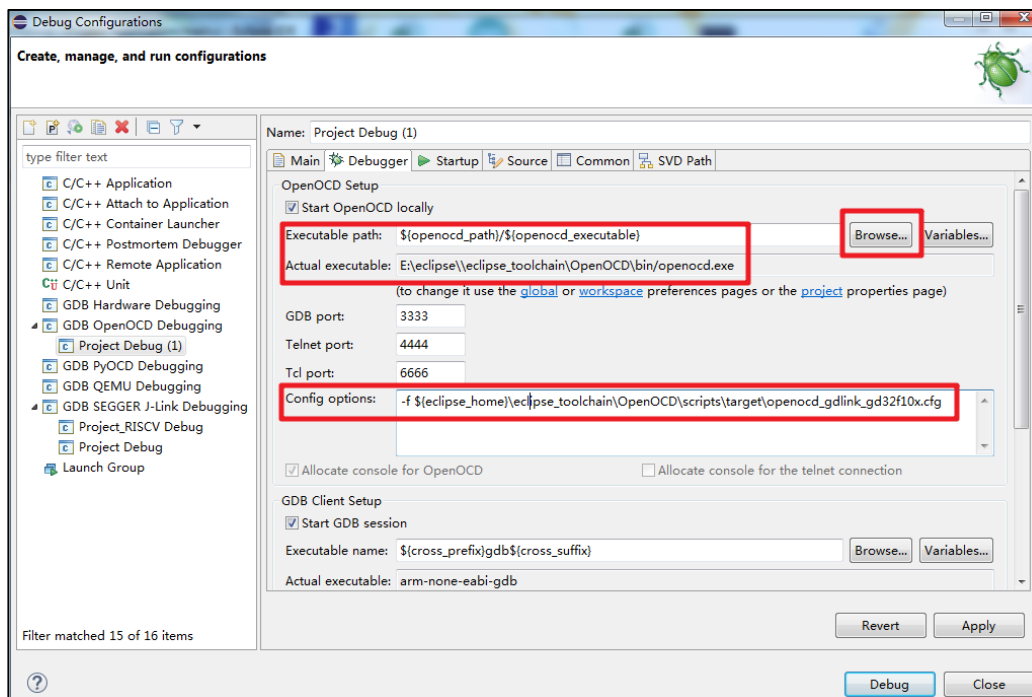 Debug Configurations
Create, manage, and run configurations
type filter text
C/C++ Application
C/C++ Attach to Application
C/C++ Container Launcher
C/C++ Postmortem Debugger
C/C++ Remote Application
C/C++ Unit
GDB Hardware Debugging
GDB OpenOCD Debugging
Project Debug (1)
GDB PyOCD Debugging
GDB QEMU Debugging
GDB SEGGER J-Link Debugging
Project_RISCV Debug
Project Debug
Launch Group
Filter matched 15 of 16 items
Name: Project Debug (1)
Main Debugger Startup Source Common SVD Path
OpenOCD Setup
Start OpenOCD locally
Executable path: ${openocd_path}/${openocd_executable} Browse... Variables...
Actual executable: E:\eclipse\\eclipse_toolchain\OpenOCD\bin/openocd.exe
(to change it use the global or workspace preferences pages or the project properties page)
GDB port: 3333
Telnet port: 4444
Tcl port: 6666
Config options: -f ${eclipse_home}\eclipse_toolchain\OpenOCD\scripts\target\openocd_gdlink_gd32f10x.cfg
Allocate console for OpenOCD Allocate console for the telnet connection
GDB Client Setup
Start GDB session
Executable name: ${cross_prefix}gdb${cross_suffix} Browse... Variables...
Actual executable: arm-none-eabi-gdb
Revert Apply
Debug Close